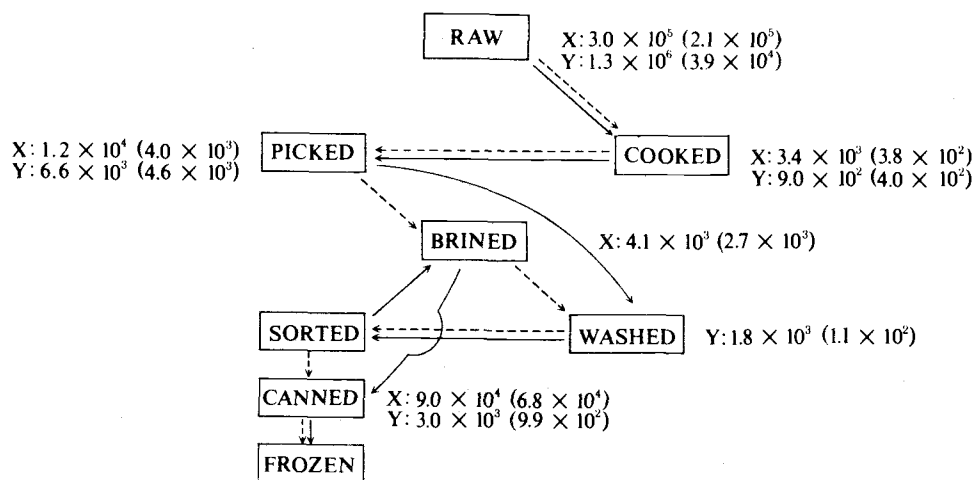 RAW
X: 3.0 × 10⁵ (2.1 × 10⁵)
Y: 1.3 × 10⁶ (3.9 × 10⁴)
X: 1.2 × 10⁴ (4.0 × 10³)
Y: 6.6 × 10³ (4.6 × 10³)
PICKED
COOKED
X: 3.4 × 10³ (3.8 × 10²)
Y: 9.0 × 10² (4.0 × 10²)
BRINED
X: 4.1 × 10³ (2.7 × 10³)
SORTED
WASHED
Y: 1.8 × 10³ (1.1 × 10²)
CANNED
X: 9.0 × 10⁴ (6.8 × 10⁴)
Y: 3.0 × 10³ (9.9 × 10²)
FROZEN